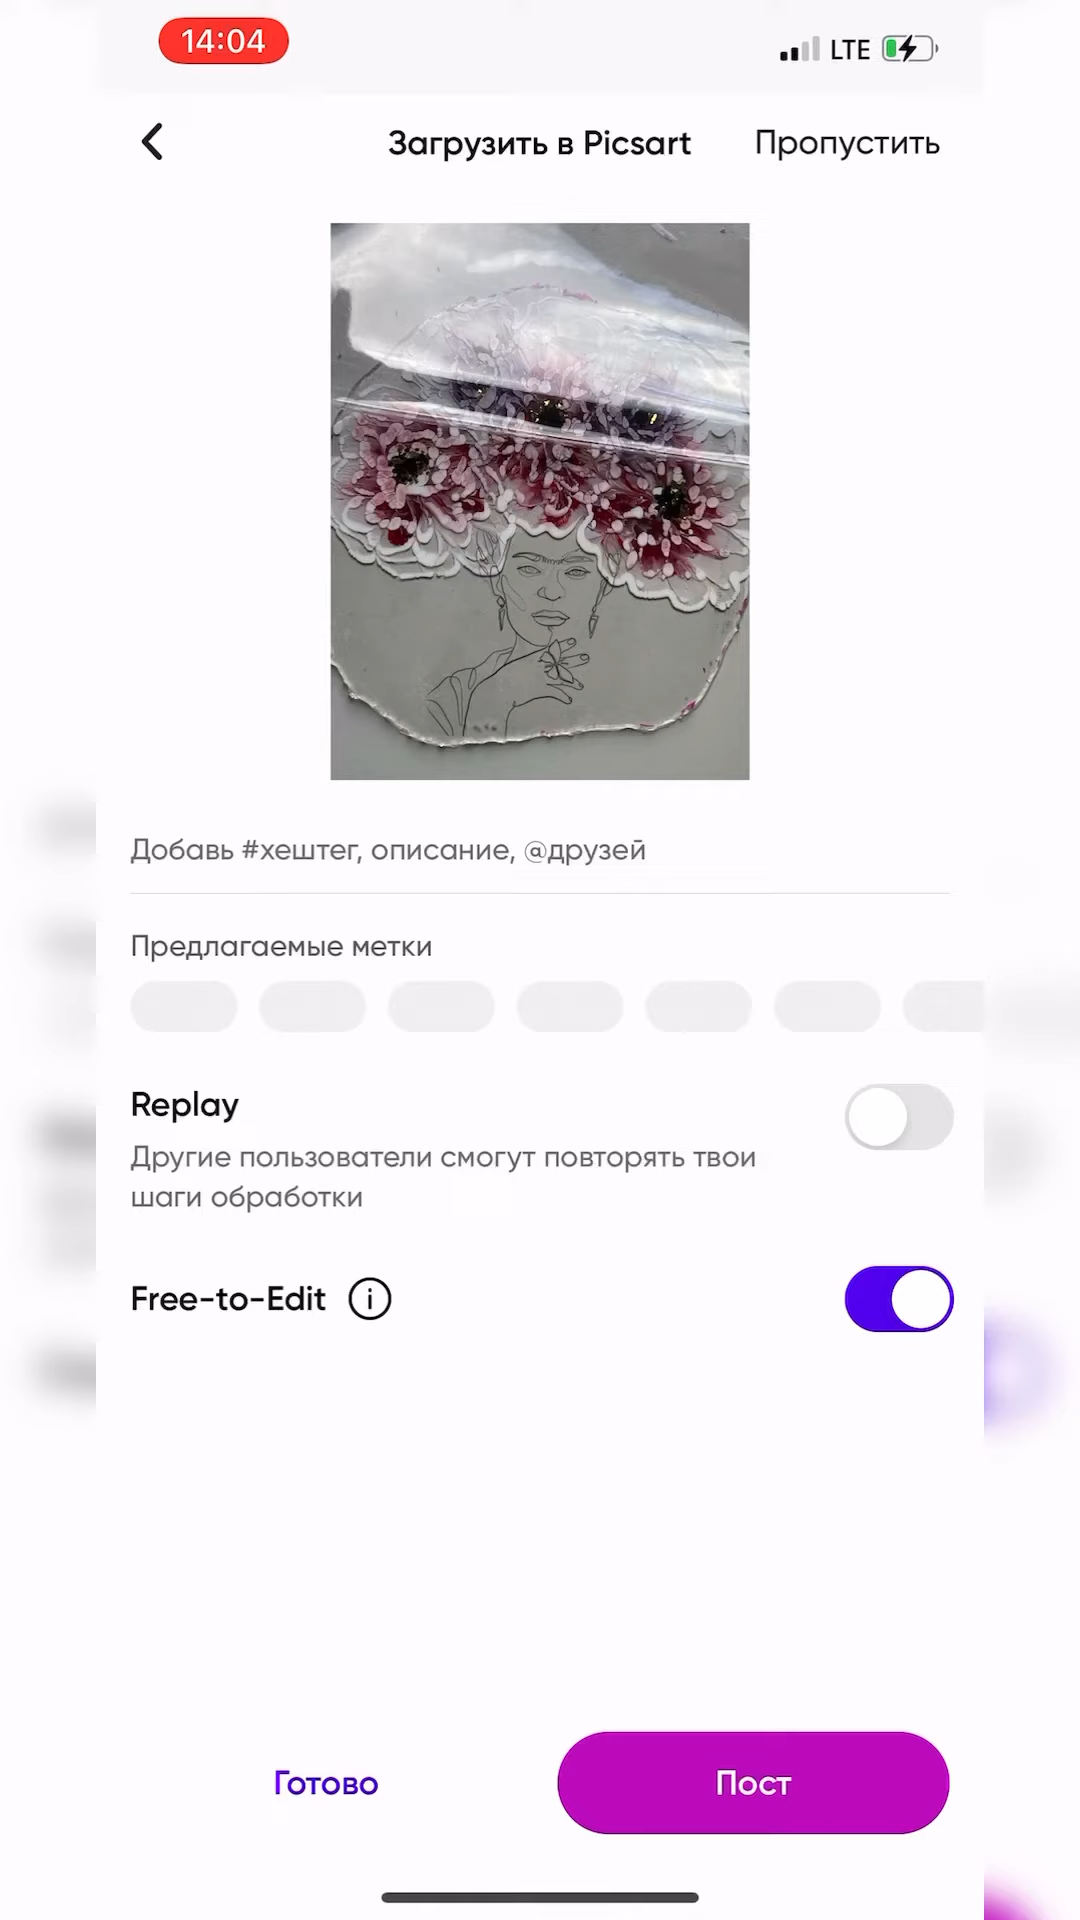 14:04
LTE
Загрузить в Picsart
Пропустить
Добавь #хештег, описание, @друзей
Предлагаемые метки
Replay
Другие пользователи смогут повторять твои
шаги обработки
Free-to-Edit
Готово
Пост